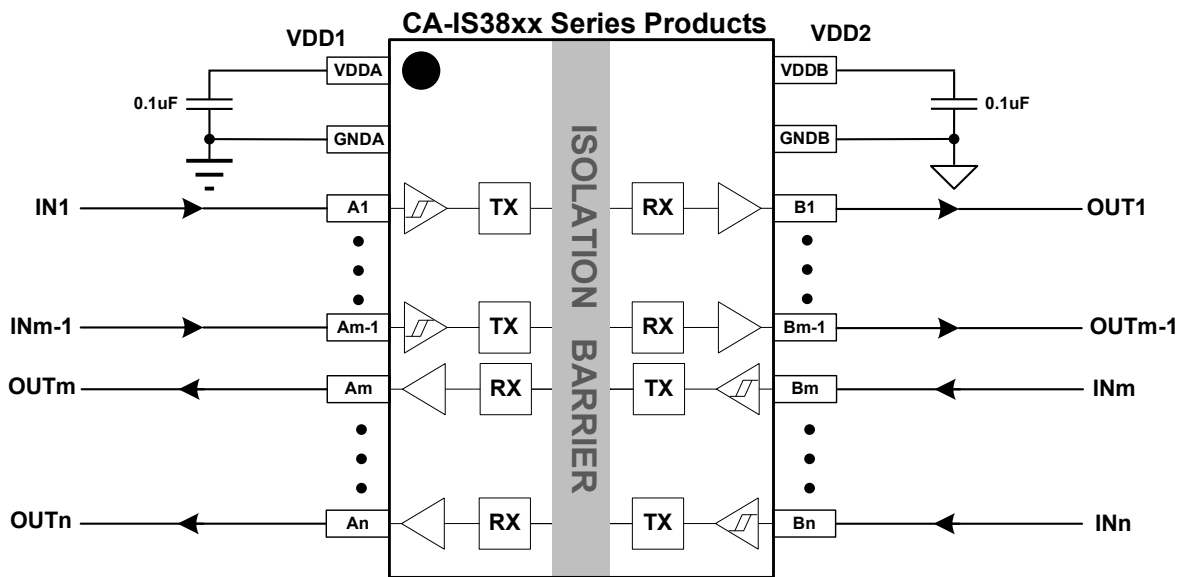 CA-IS38xx Series Products
VDD1
VDD2
VDDA
VDDB
0.1uF
0.1uF
GNDA
GNDB
ISOLATION BARRIER
IN1
A1
TX
RX
B1
OUT1
INm-1
Am-1
TX
RX
Bm-1
OUTm-1
OUTm
Am
RX
TX
Bm
INm
OUTn
An
RX
TX
Bn
INn